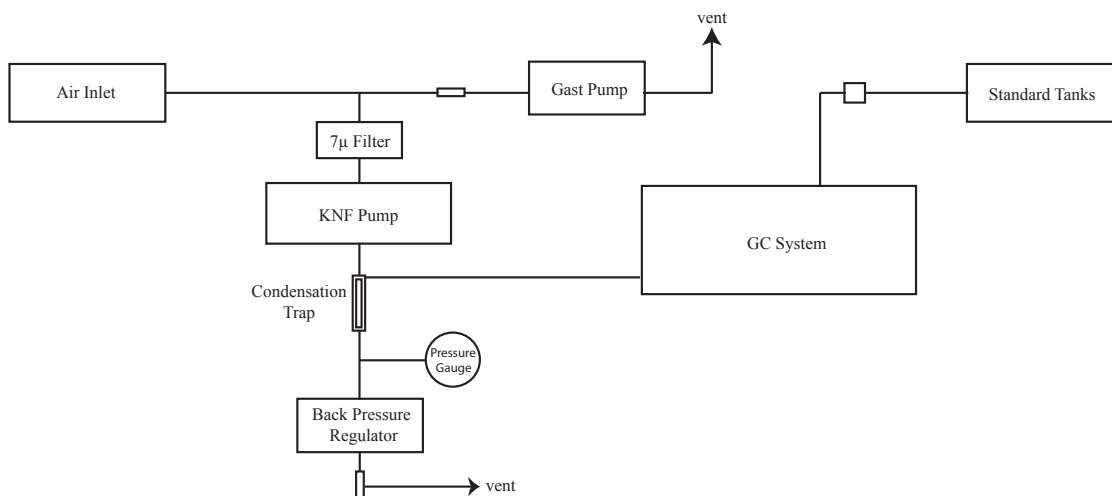 vent
Air Inlet
Gast Pump
Standard Tanks
7µ Filter
KNF Pump
GC System
Condensation
Trap
Pressure
Gauge
Back Pressure
Regulator
vent